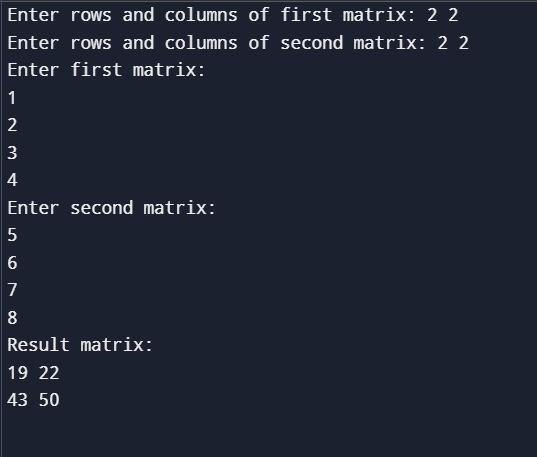 Enter rows and columns of first matrix: 2 2
Enter rows and columns of second matrix: 2 2
Enter first matrix:
1
2
3
4
Enter second matrix:
5
6
7
8
Result matrix:
19 22
43 50